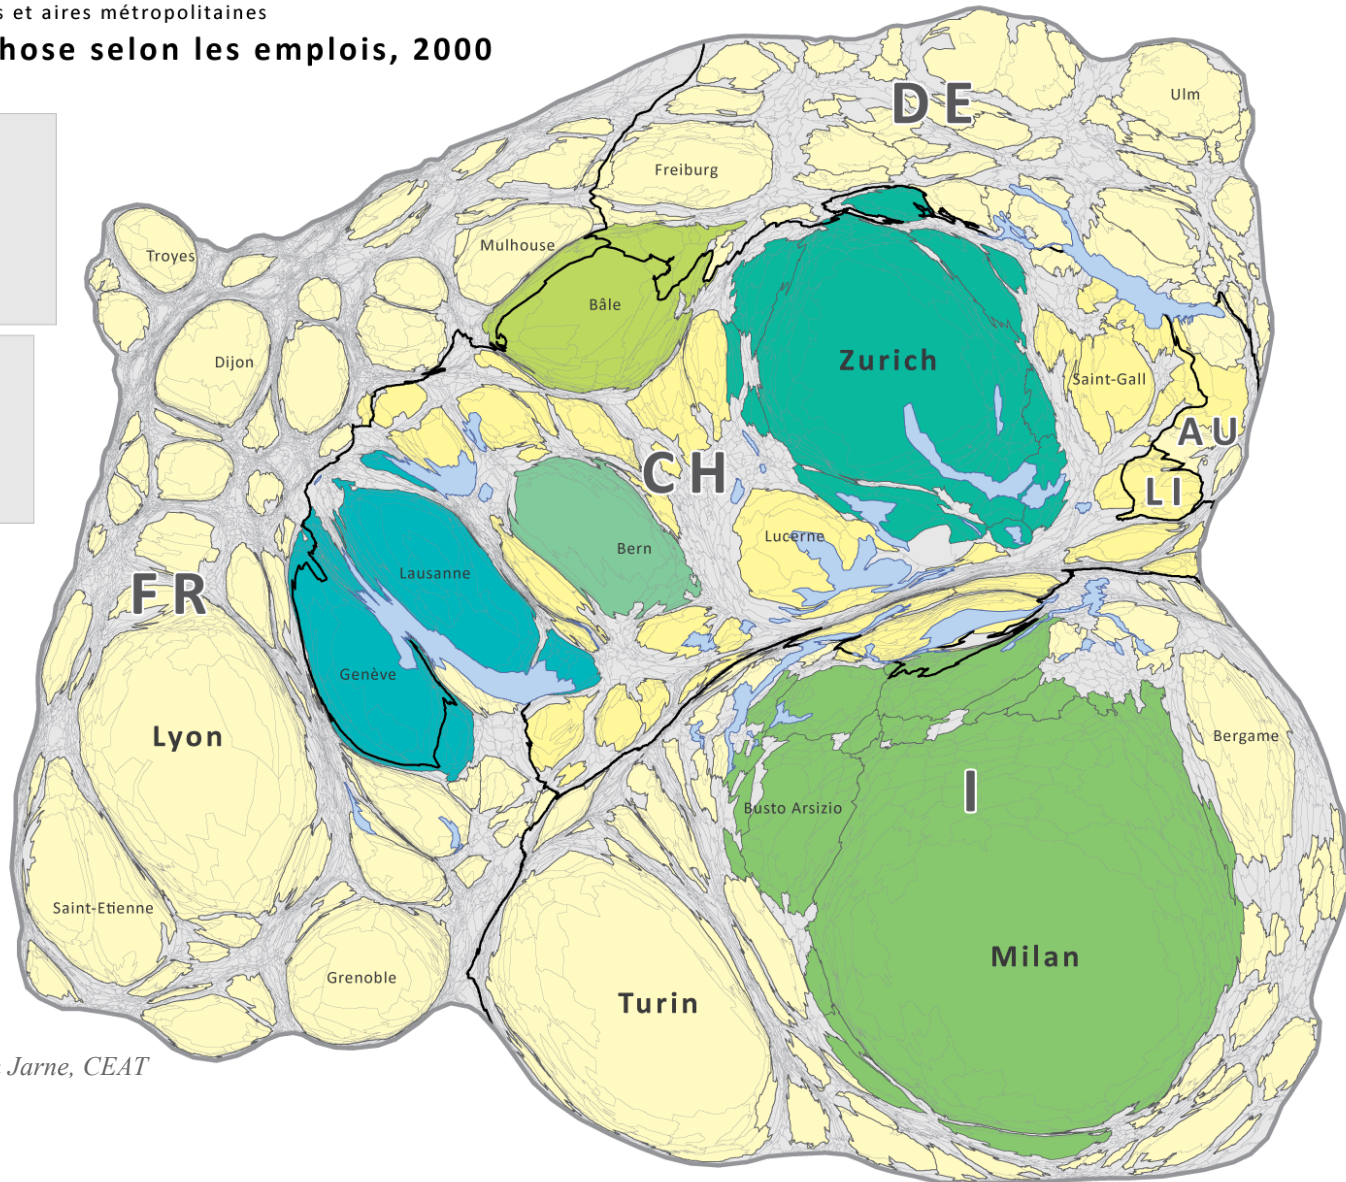 s et aires métropolitaines
hose selon les emplois, 2000
DE
Ulm
Freiburg
Troyes
Mulhouse
Bâle
Dijon
Zurich
Saint-Gall
AU
CH
LI
Lucerne
Bern
Lausanne
FR
Genève
Lyon
Bergame
I
Busto Arsizio
Saint-Etienne
Milan
Grenoble
Turin
Jarne, CEAT